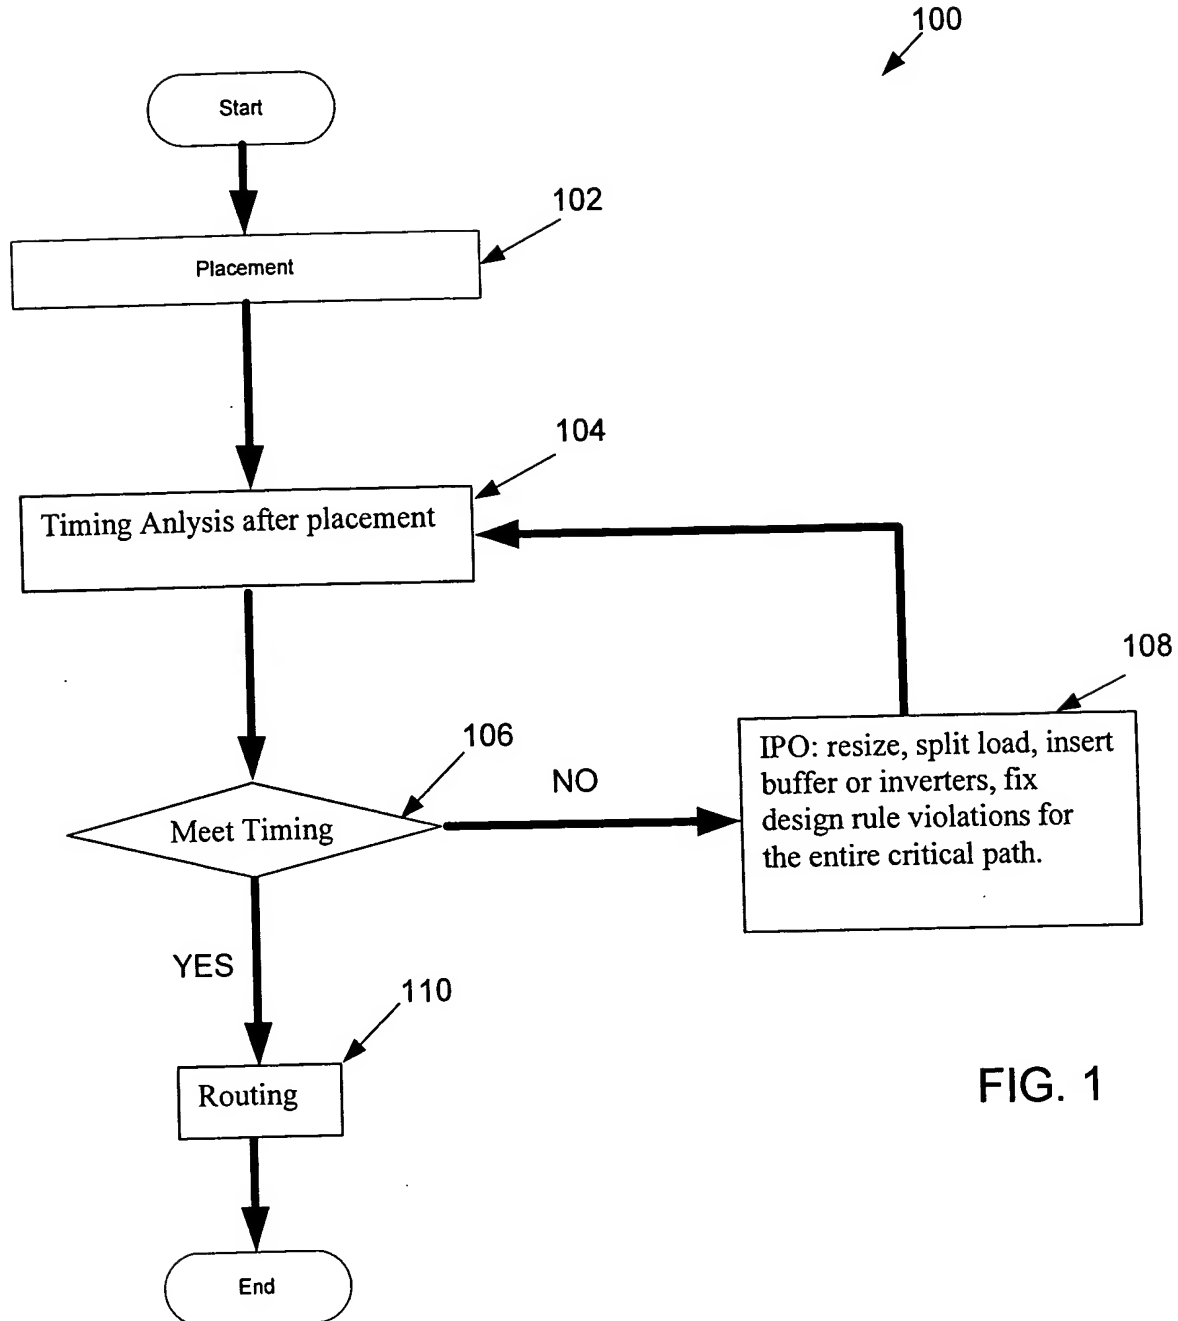 100
Start
102
Placement
104
Timing Anlysis after placement
108
106
NO
IPO: resize, split load, insert
buffer or inverters, fix
design rule violations for
the entire critical path.
Meet Timing
YES
110
Routing
FIG. 1
End